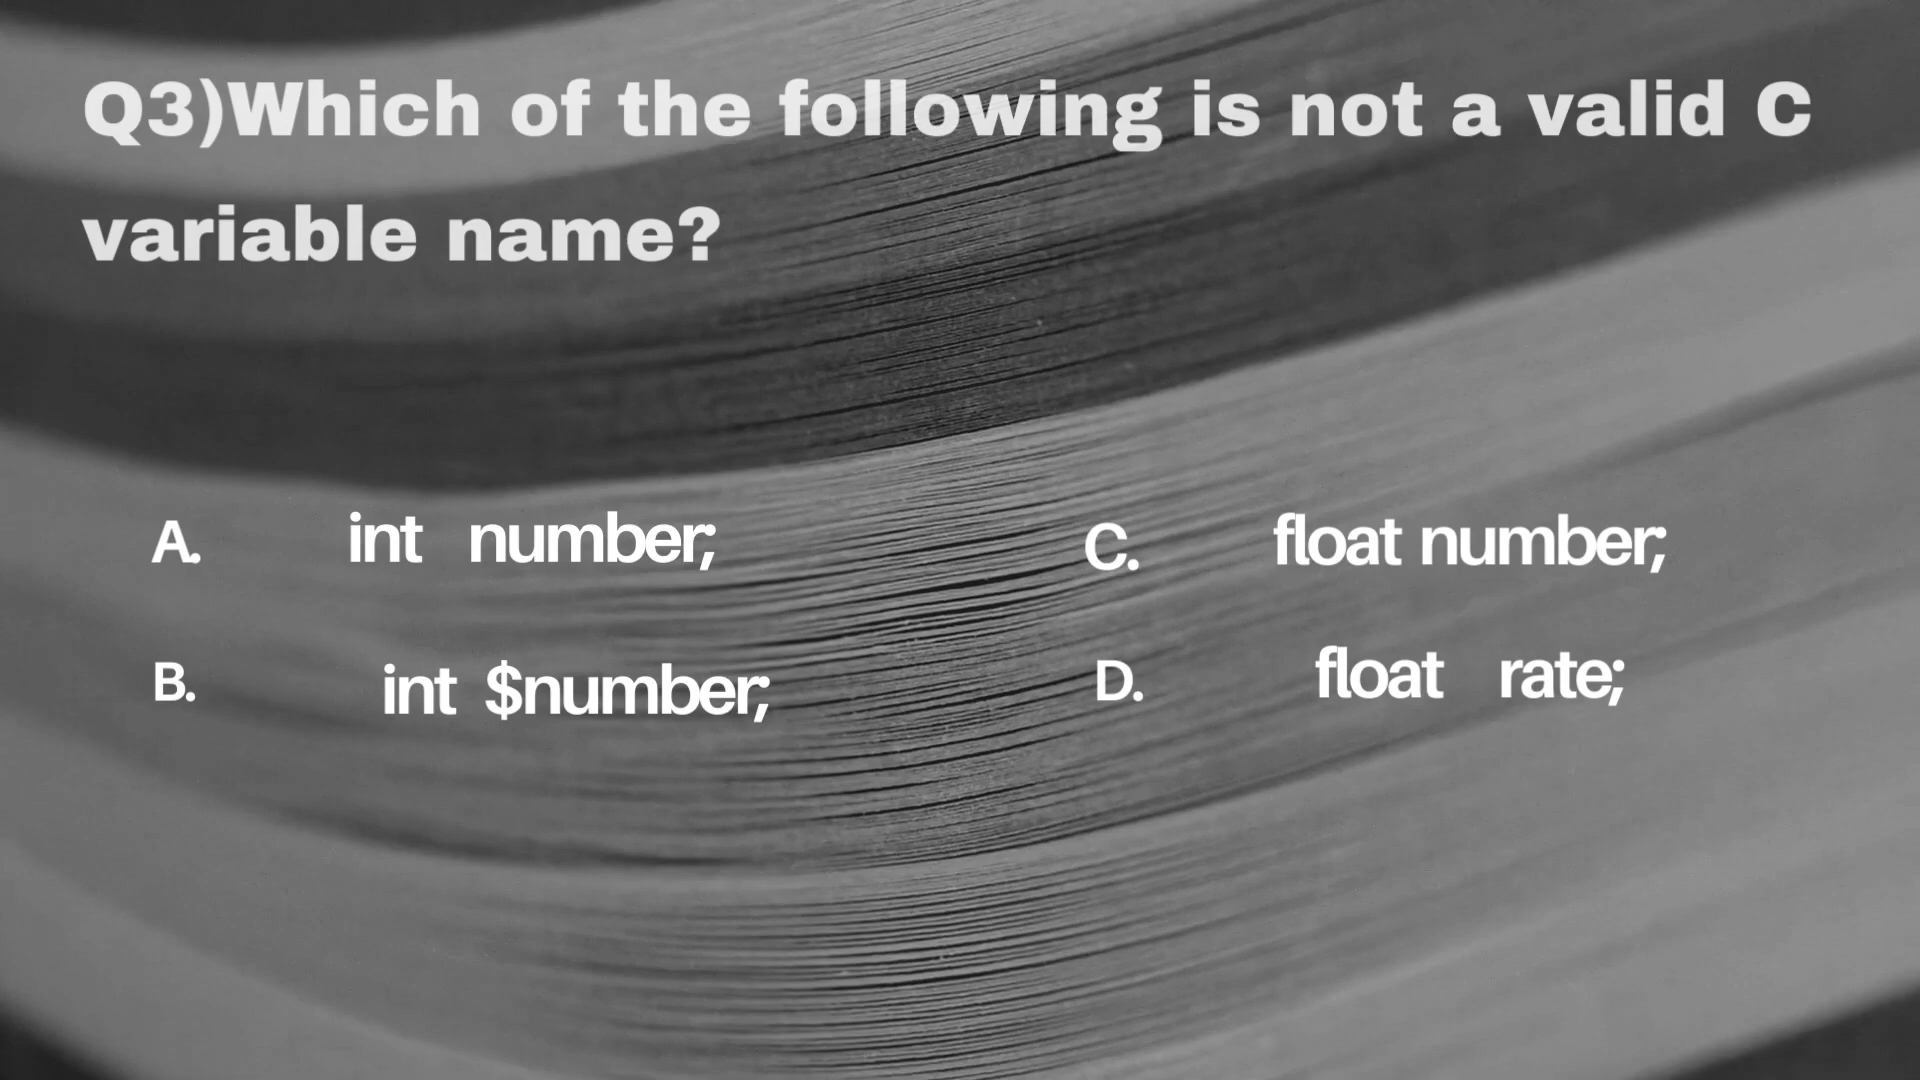 Q3)Which of the following is not a valid C
variable name?
A. int number;
B. int $number;
C. float number;
D. float rate;